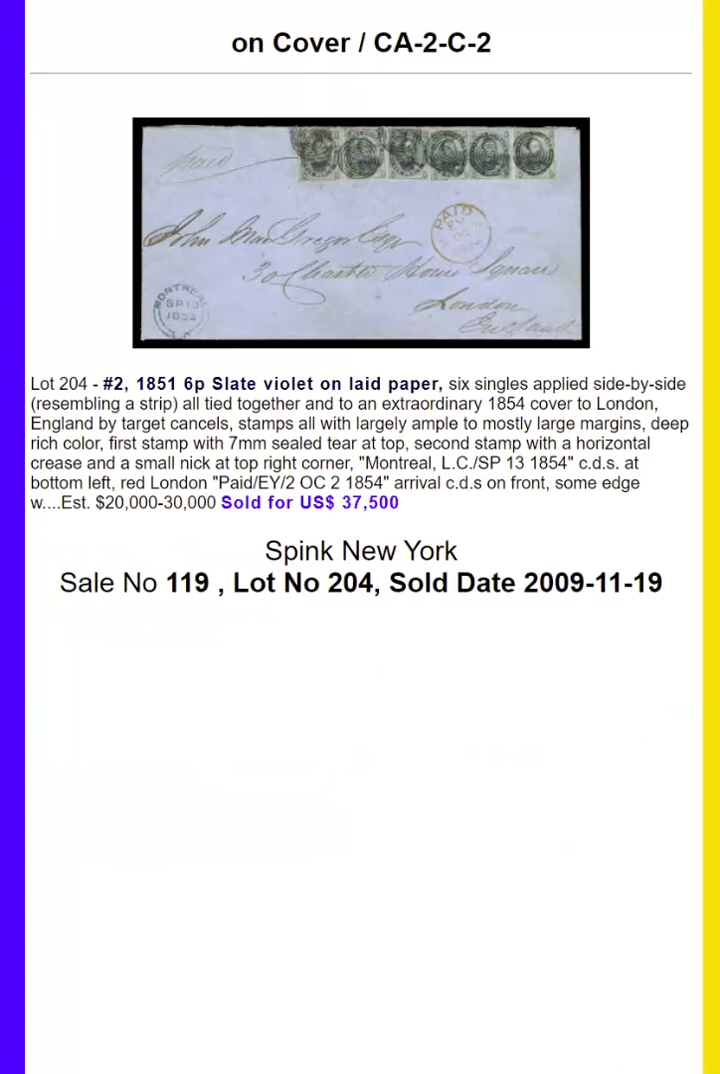 on Cover / CA-2-C-2
Paid
PAID
John MacGregor Esqr
30 Charter House Square
London
England
MONTREAL
SP 13
L.C.
Lot 204 - #2, 1851 6p Slate violet on laid paper, six singles applied side-by-side
(resembling a strip) all tied together and to an extraordinary 1854 cover to London,
England by target cancels, stamps all with largely ample to mostly large margins, deep
rich color, first stamp with 7mm sealed tear at top, second stamp with a horizontal
crease and a small nick at top right corner, "Montreal, L.C./SP 13 1854" c.d.s. at
bottom left, red London "Paid/EY/2 OC 2 1854" arrival c.d.s on front, some edge
w....Est. $20,000-30,000 Sold for US$ 37,500
Spink New York
Sale No 119 , Lot No 204, Sold Date 2009-11-19